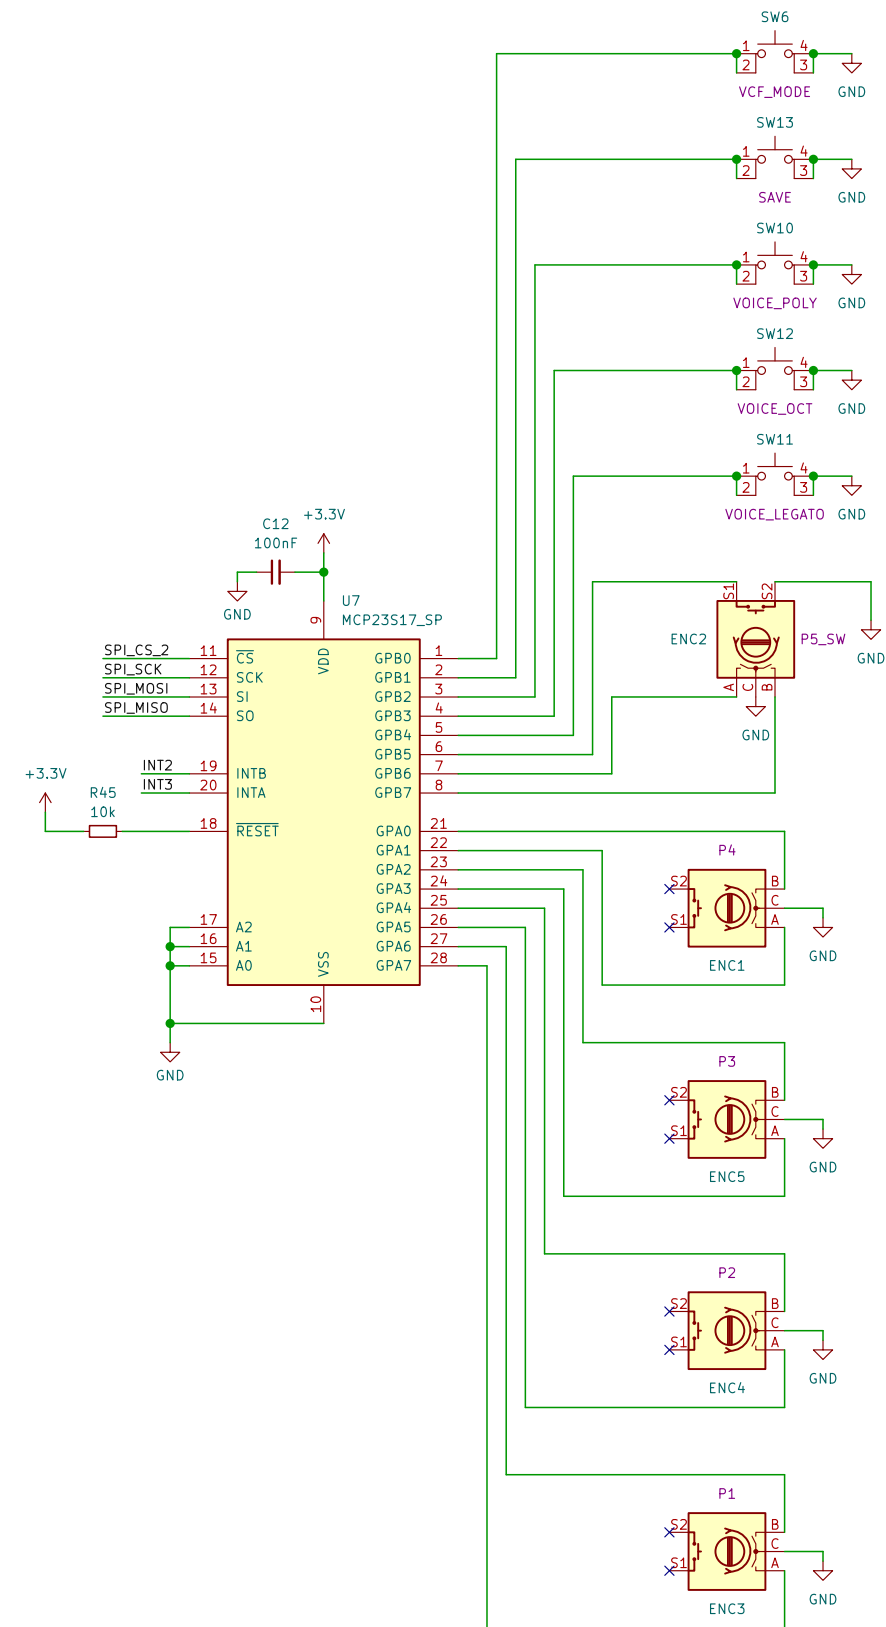 SW6
1 4
2 3
VCF_MODE GND
SW13
1 4
2 3
SAVE GND
SW10
1 4
2 3
VOICE_POLY GND
SW12
1 4
2 3
VOICE_OCT GND
SW11
1 4
2 3
VOICE_LEGATO GND
C12
100nF
+3.3V
GND
U7
MCP23S17_SP
9
VDD
SPI_CS_2 11 CS
SPI_SCK 12 SCK
SPI_MOSI 13 SI
SPI_MISO 14 SO
INT2 19 INTB
INT3 20 INTA
+3.3V
R45
10k
18 RESET
17 A2
16 A1
15 A0
VSS
10
GND
GPB0 1
GPB1 2
GPB2 3
GPB3 4
GPB4 5
GPB5 6
GPB6 7
GPB7 8
GPA0 21
GPA1 22
GPA2 23
GPA3 24
GPA4 25
GPA5 26
GPA6 27
GPA7 28
S1 S2
ENC2 P5_SW
GND
A C B
GND
P4
S2 B
C
S1 A
GND
ENC1
P3
S2 B
C
S1 A
GND
ENC5
P2
S2 B
C
S1 A
GND
ENC4
P1
S2 B
C
S1 A
GND
ENC3